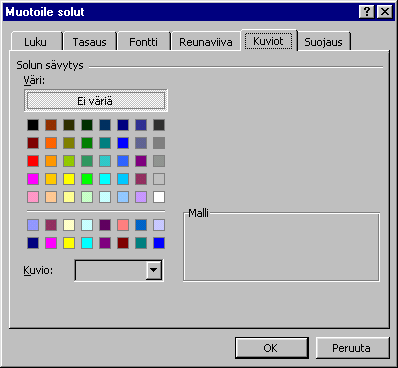 Muotoile solut
Luku Tasaus Fontti Reunaviiva Kuviot Suojaus
Solun sävytys
Väri:
Ei väriä
Malli
Kuvio:
OK Peruuta